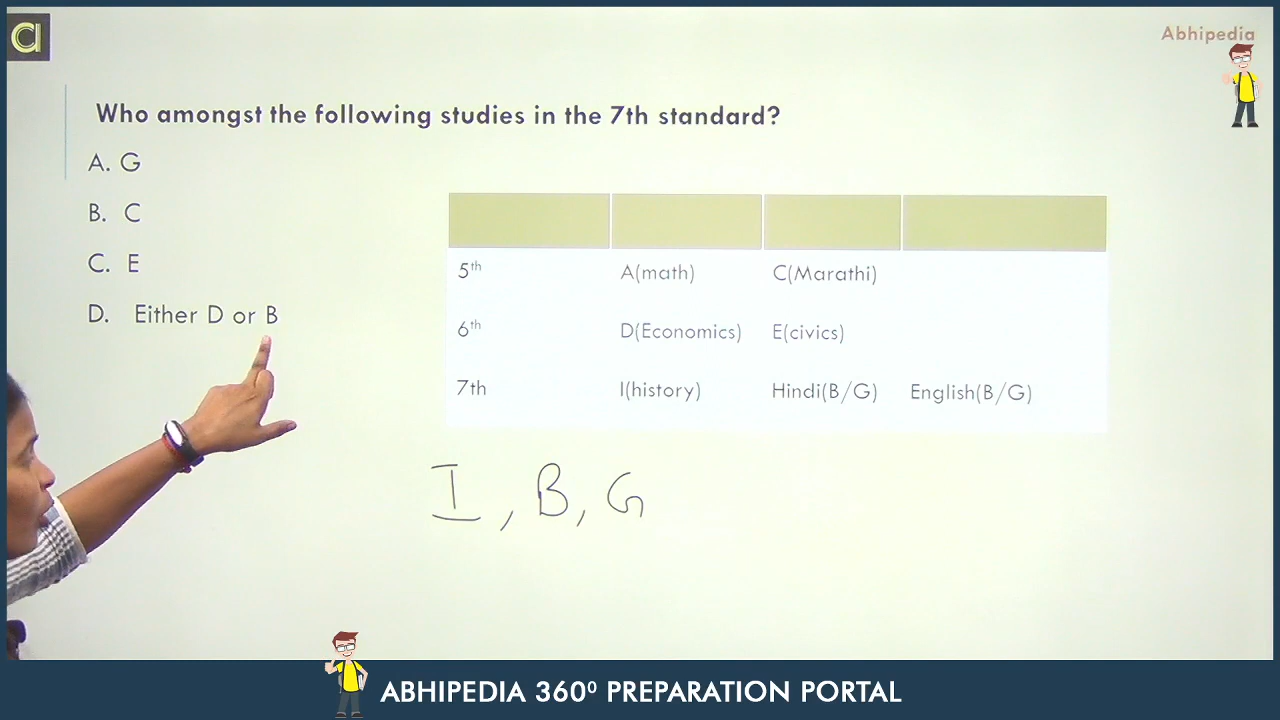 a
Abhipedia
Who amongst the following studies in the 7th standard?
A. G
B. C
C. E
D. Either D or B
5th A(math) C(Marathi)
6th D(Economics) E(civics)
7th I(history) Hindi(B/G) English(B/G)
I, B, G
ABHIPEDIA 360⁰ PREPARATION PORTAL